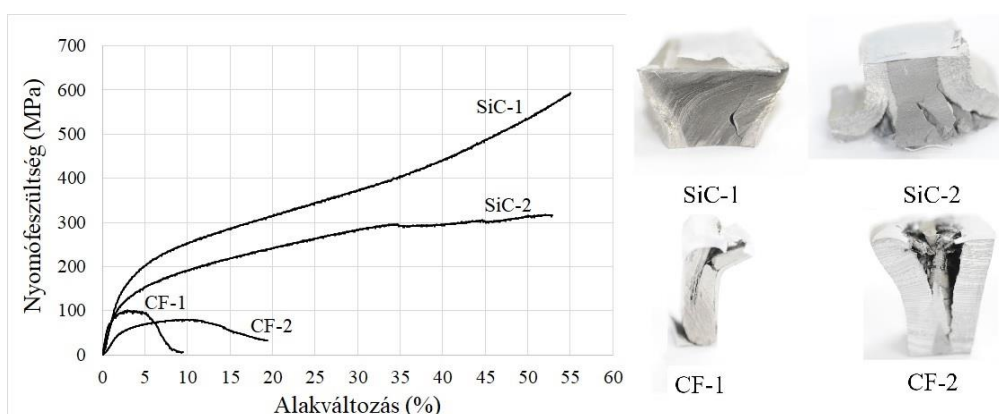 Nyomófeszültség (MPa)
700
600
500
400
300
200
100
0
SiC-1
SiC-2
CF-1
CF-2
0 5 10 15 20 25 30 35 40 45 50 55 60
Alakváltozás (%)
SiC-1
SiC-2
CF-1
CF-2